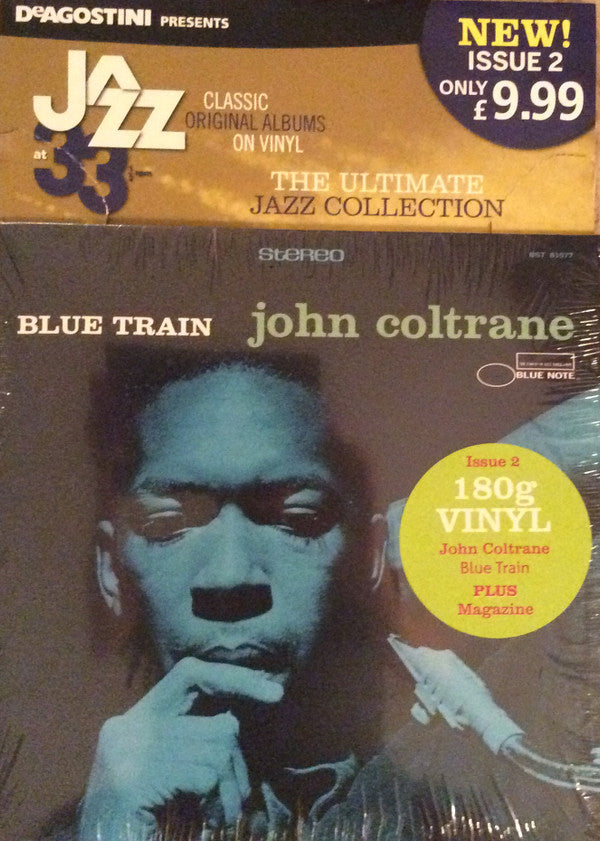 DeAGOSTINI PRESENTS
NEW!
ISSUE 2
ONLY £ 9.99
JAZZ
at 33 1/3 rpm
CLASSIC
ORIGINAL ALBUMS
ON VINYL
THE ULTIMATE
JAZZ COLLECTION
STEREO
BST 81577
BLUE TRAIN john coltrane
BLUE NOTE
Issue 2
180g
VINYL
John Coltrane
Blue Train
PLUS
Magazine